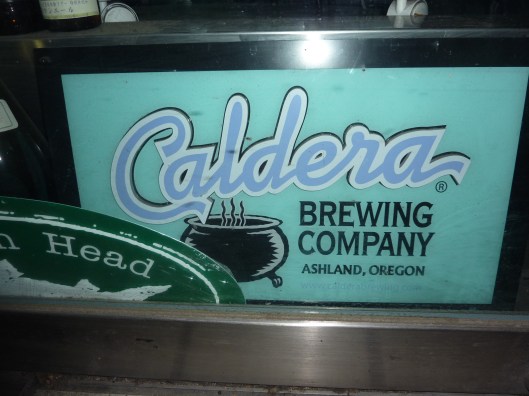 Caldera®
BREWING
COMPANY
ASHLAND, OREGON
Head